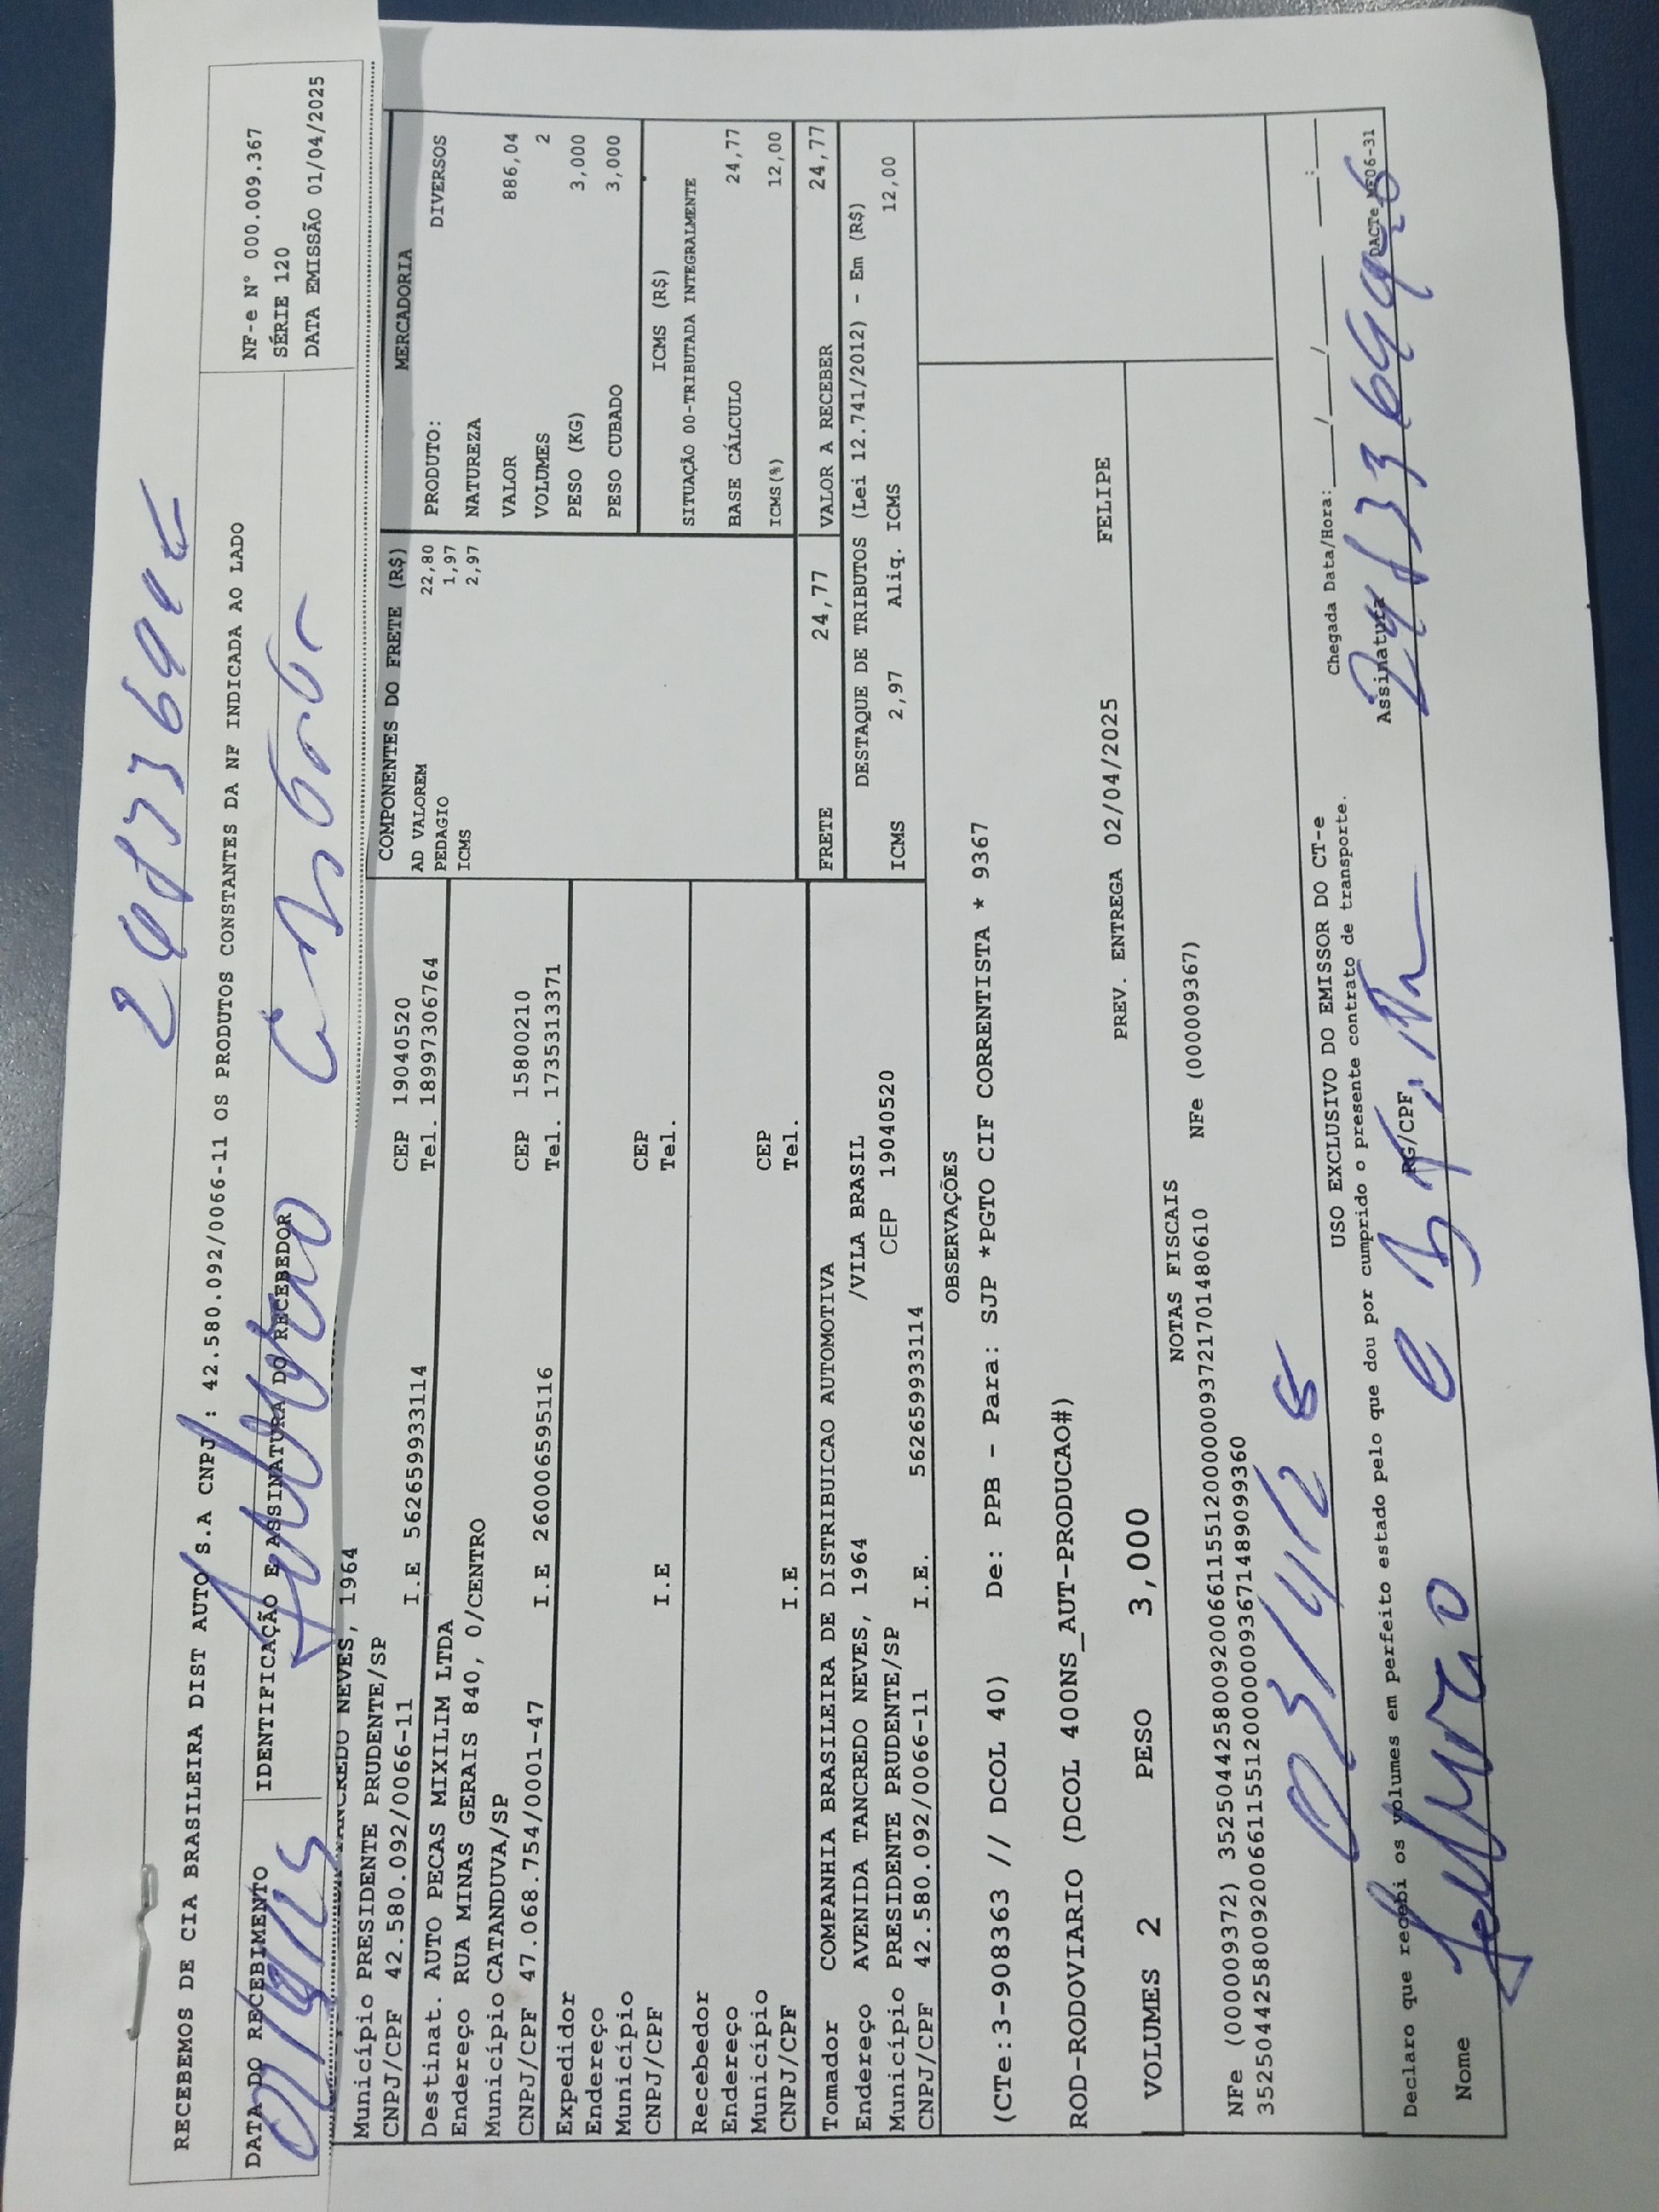 RECEBEMOS DE CIA BRASILEIRA DIST AUTO S.A CNPJ : 42.580.092/0066-11 OS PRODUTOS CONSTANTES DA NF INDICADA AO LADO
NF-e N° 000.009.367
SÉRIE 120
DATA EMISSÃO 01/04/2025
DATA DO RECEBIMENTO
IDENTIFICAÇÃO E ASSINATURA DO RECEBEDOR
NEVES, 1964
Município PRESIDENTE PRUDENTE/SP CEP 19040520
CNPJ/CPF 42.580.092/0066-11 I.E 562659933114 Tel. 18997306764
Destinat. AUTO PECAS MIXILIM LTDA
Endereço RUA MINAS GERAIS 840, 0/CENTRO
Município CATANDUVA/SP CEP 15800210
CNPJ/CPF 47.068.754/0001-47 I.E 260006595116 Tel. 1735313371
Expedidor
Endereço
Município CEP
CNPJ/CPF I.E Tel.
Recebedor
Endereço
Município CEP
CNPJ/CPF I.E Tel.
Tomador COMPANHIA BRASILEIRA DE DISTRIBUICAO AUTOMOTIVA
Endereço AVENIDA TANCREDO NEVES, 1964 /VILA BRASIL
Município PRESIDENTE PRUDENTE/SP CEP 19040520
CNPJ/CPF 42.580.092/0066-11 I.E. 562659933114
COMPONENTES DO FRETE (R$)
AD VALOREM 22,80
PEDAGIO 1,97
ICMS 2,97
MERCADORIA
PRODUTO: DIVERSOS
NATUREZA
VALOR 886,04
VOLUMES 2
PESO (KG) 3,000
PESO CUBADO 3,000
ICMS (R$)
SITUAÇÃO 00-TRIBUTADA INTEGRALMENTE
BASE CÁLCULO 24,77
ICMS(%) 12,00
FRETE 24,77 VALOR A RECEBER 24,77
DESTAQUE DE TRIBUTOS (Lei 12.741/2012) - Em (R$)
ICMS 2,97 Aliq. ICMS 12,00
OBSERVAÇÕES
(CTe:3-908363 // DCOL 40) De: PPB - Para: SJP *PGTO CIF CORRENTISTA * 9367
ROD-RODOVIARIO (DCOL 400NS_AUT-PRODUCAO#)
PREV. ENTREGA 02/04/2025 FELIPE
VOLUMES 2 PESO 3,000
NOTAS FISCAIS
NFe (000009372) 35250442580092006611551200000093721701480610 NFe (000009367)
35250442580092006611551200000093671489099360
03/4/25
USO EXCLUSIVO DO EMISSOR DO CT-e
Declaro que recebi os volumes em perfeito estado pelo que dou por cumprido o presente contrato de transporte.
Chegada Data/Hora: ___/___/___ ___:___
Nome
RG/CPF
Assinatura
DACTe MF06-31